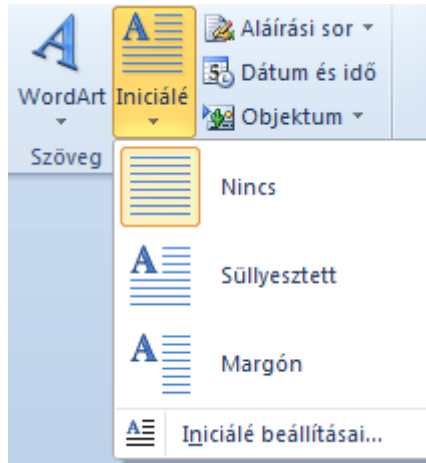 WordArt
Iniciálé
Aláírási sor
Dátum és idő
Objektum
Szöveg
Nincs
Süllyesztett
Margón
Iniciálé beállításai...